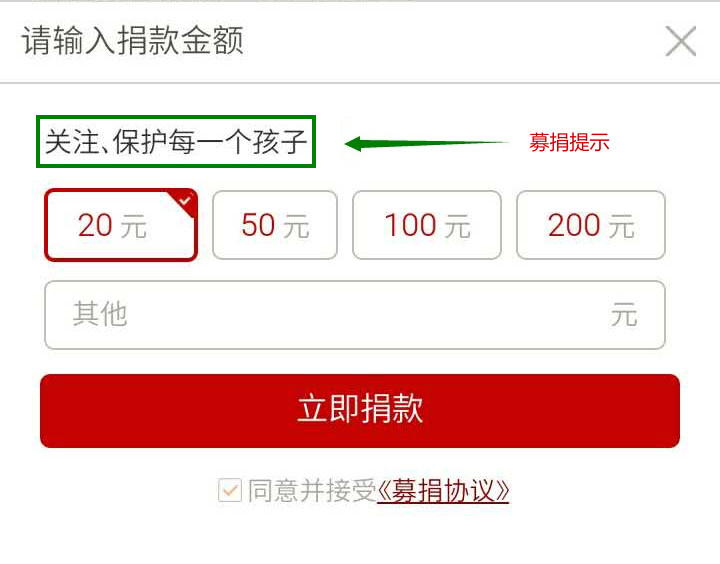 请输入捐款金额
关注、保护每一个孩子 募捐提示
20 元 50 元 100 元 200 元
其他 元
立即捐款
同意并接受《募捐协议》